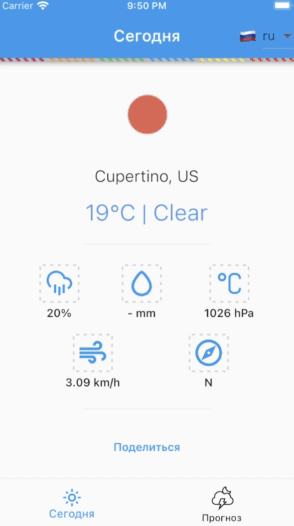 Carrier 9:50 PM
Сегодня ru
Cupertino, US
19°C | Clear
°C
20% - mm 1026 hPa
3.09 km/h N
Поделиться
Сегодня Прогноз